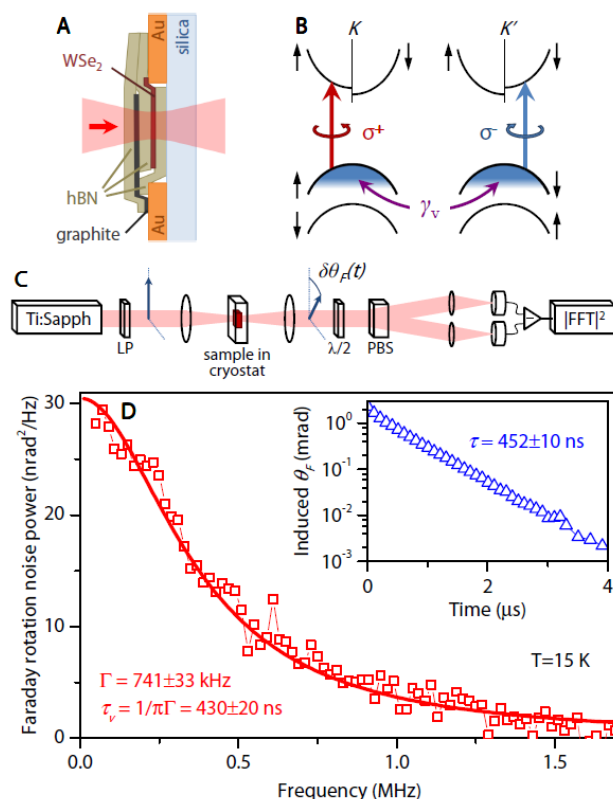 A
WSe₂
Au
silica
hBN
Au
graphite
B
K
K'
σ⁺
σ⁻
γᵥ
C
δθF(t)
Ti:Sapph
LP
sample in
cryostat
λ/2
PBS
|FFT|²
D
Faraday rotation noise power (nrad²/Hz)
30
20
10
0
0.0
0.5
1.0
1.5
Frequency (MHz)
Γ = 741±33 kHz
τᵥ = 1/πΓ = 430±20 ns
T=15 K
Induced θF (mrad)
10⁰
10⁻¹
10⁻²
10⁻³
0
2
4
Time (μs)
τ = 452±10 ns